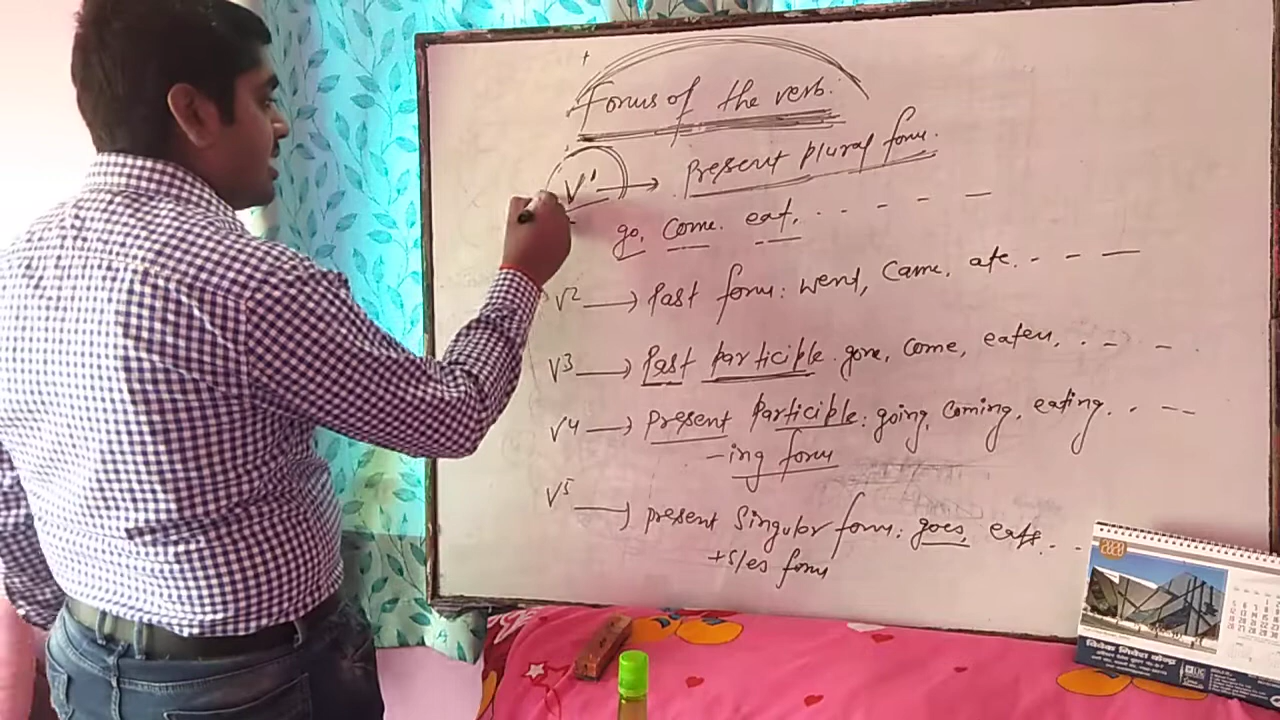 Forms of the verb.
V¹ → Present plural form.
go, come. eat, . - - - - -
V² → Past form: went, came, ate. - - -
V3 → Past participle. gone, come, eaten, . - - .
V4 → Present Participle: going, coming, eating. . - -
-ing form
V5 → present Singular form: goes, eats. . -
+s/es form
2020
विवेक निवेश केन्द्र
LIC